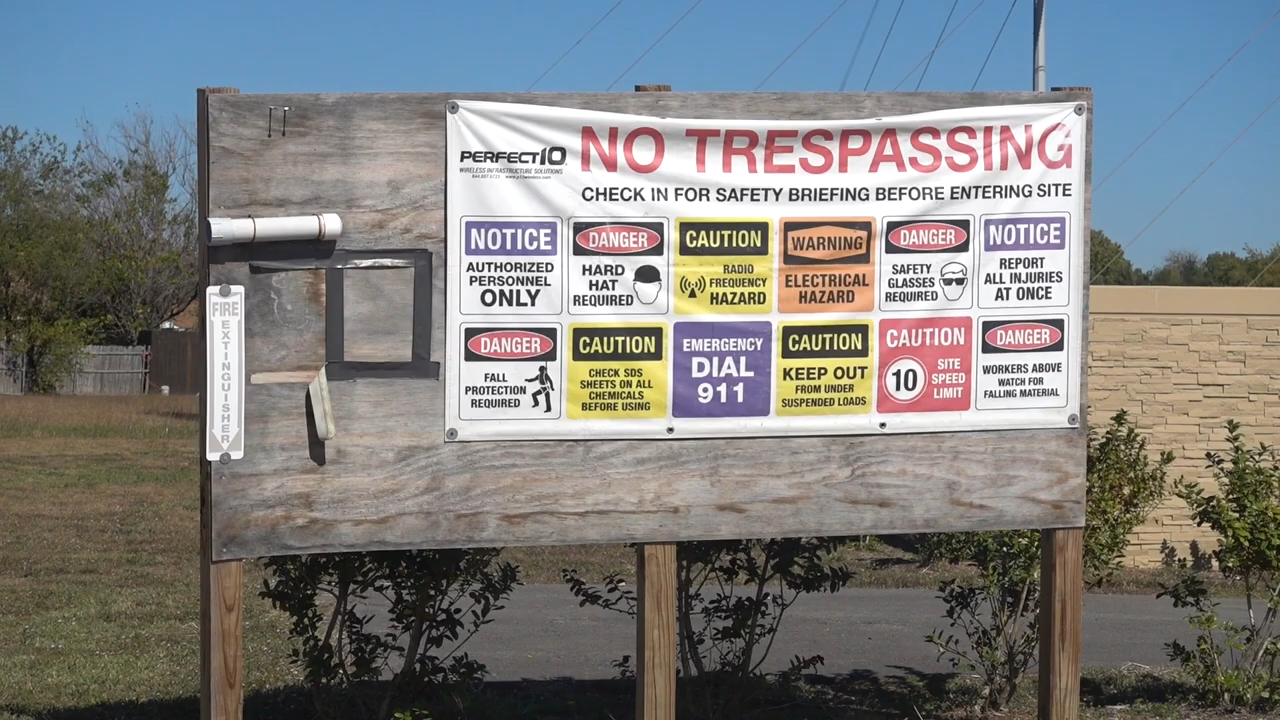 NO TRESPASSING
PERFECT10
WIRELESS INFRASTRUCTURE SOLUTIONS
CHECK IN FOR SAFETY BRIEFING BEFORE ENTERING SITE
NOTICE
AUTHORIZED
PERSONNEL
ONLY
DANGER
HARD
HAT
REQUIRED
CAUTION
RADIO
FREQUENCY
HAZARD
WARNING
ELECTRICAL
HAZARD
DANGER
SAFETY
GLASSES
REQUIRED
NOTICE
REPORT
ALL INJURIES
AT ONCE
DANGER
FALL
PROTECTION
REQUIRED
CAUTION
CHECK SDS
SHEETS ON ALL
CHEMICALS
BEFORE USING
EMERGENCY
DIAL
911
CAUTION
KEEP OUT
FROM UNDER
SUSPENDED LOADS
CAUTION
10
SITE
SPEED
LIMIT
DANGER
WORKERS ABOVE
WATCH FOR
FALLING MATERIAL
FIRE
EXTINGUISHER